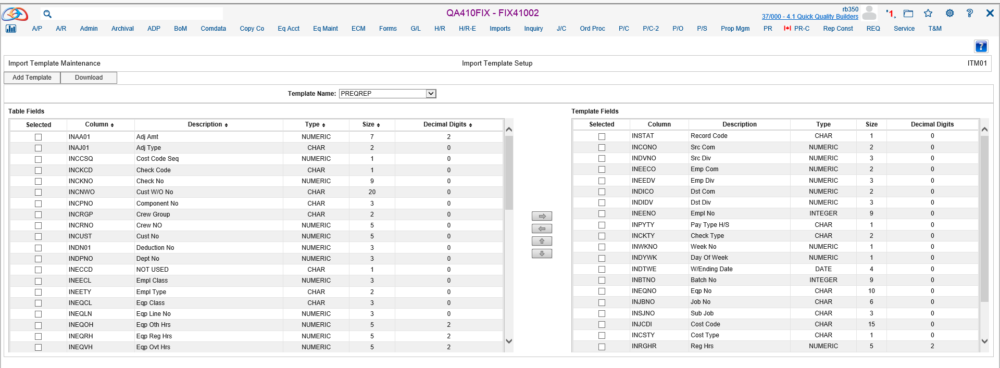 QA410FIX - FIX41002
rb350
37/000 - 4.1 Quick Quality Builders
A/P A/R Admin Archival ADP BoM Comdata Copy Co Eq Acct Eq Maint ECM Forms G/L H/R H/R-E Imports Inquiry J/C Ord Proc P/C P/C-2 P/O P/S Prop Mgm PR PR-C Rep Const REQ Service T&M
Import Template Maintenance Import Template Setup ITM01
Add Template Download
Template Name: PREQREP
Table Fields
Selected Column Description Type Size Decimal Digits
INAA01 Adj Amt NUMERIC 7 2
INAJ01 Adj Type CHAR 2 0
INCCSQ Cost Code Seq NUMERIC 1 0
INCKCD Check Code CHAR 1 0
INCKNO Check No NUMERIC 9 0
INCNWO Cust W/O No CHAR 20 0
INCPNO Component No CHAR 3 0
INCRGP Crew Group CHAR 2 0
INCRNO Crew NO NUMERIC 5 0
INCUST Cust No NUMERIC 5 0
INDN01 Deduction No NUMERIC 3 0
INDPNO Dept No NUMERIC 3 0
INECCD NOT USED CHAR 1 0
INEECL Empl Class NUMERIC 3 0
INEETY Empl Type CHAR 2 0
INEQCL Eqp Class CHAR 3 0
INEQLN Eqp Line No NUMERIC 3 0
INEQOH Eqp Oth Hrs NUMERIC 5 2
INEQRH Eqp Reg Hrs NUMERIC 5 2
INEQVH Eqp Ovt Hrs NUMERIC 5 2
Template Fields
Selected Column Description Type Size Decimal Digits
INSTAT Record Code CHAR 1 0
INCONO Src Com NUMERIC 2 0
INDVNO Src Div NUMERIC 3 0
INEECO Emp Com NUMERIC 2 0
INEEDV Emp Div NUMERIC 3 0
INDICO Dst Com NUMERIC 2 0
INDIDV Dst Div NUMERIC 3 0
INEENO Empl No INTEGER 9 0
INPYTY Pay Type H/S CHAR 1 0
INCKTY Check Type CHAR 2 0
INWKNO Week No NUMERIC 1 0
INDYWK Day Of Week NUMERIC 1 0
INDTWE W/Ending Date DATE 4 0
INBTNO Batch No INTEGER 9 0
INEQNO Eqp No CHAR 10 0
INJBNO Job No CHAR 6 0
INSJNO Sub Job CHAR 3 0
INJCDI Cost Code CHAR 15 0
INCSTY Cost Type CHAR 1 0
INRGHR Reg Hrs NUMERIC 5 2